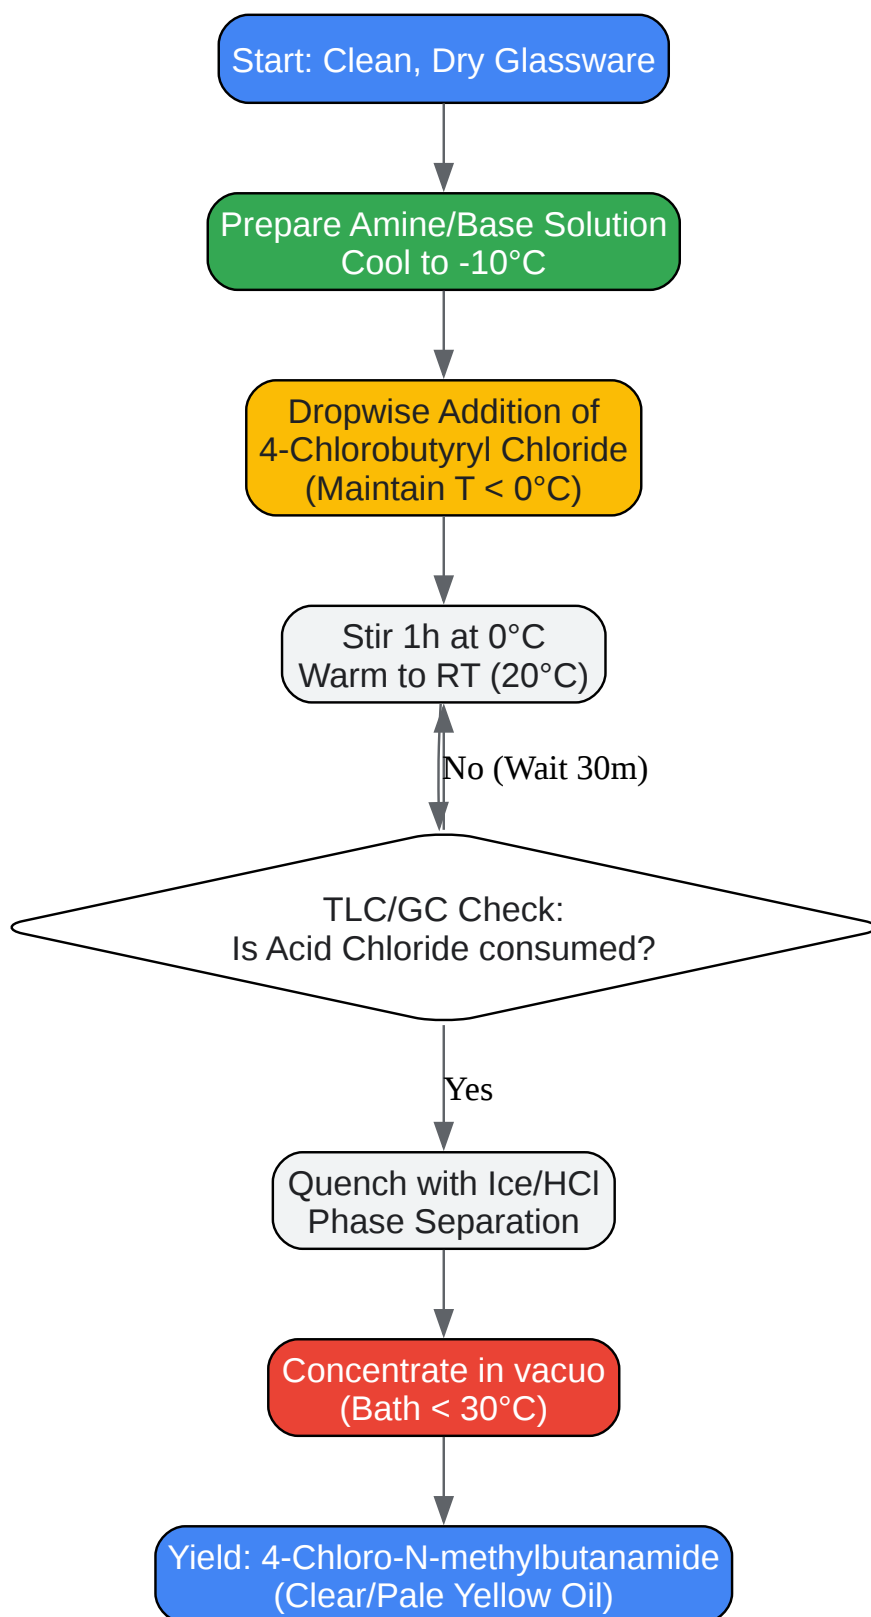 Start: Clean, Dry Glassware
Prepare Amine/Base Solution
Cool to -10°C
Dropwise Addition of
4-Chlorobutyryl Chloride
(Maintain T < 0°C)
Stir 1h at 0°C
Warm to RT (20°C)
No (Wait 30m)
TLC/GC Check:
Is Acid Chloride consumed?
Yes
Quench with Ice/HCl
Phase Separation
Concentrate in vacuo
(Bath < 30°C)
Yield: 4-Chloro-N-methylbutanamide
(Clear/Pale Yellow Oil)